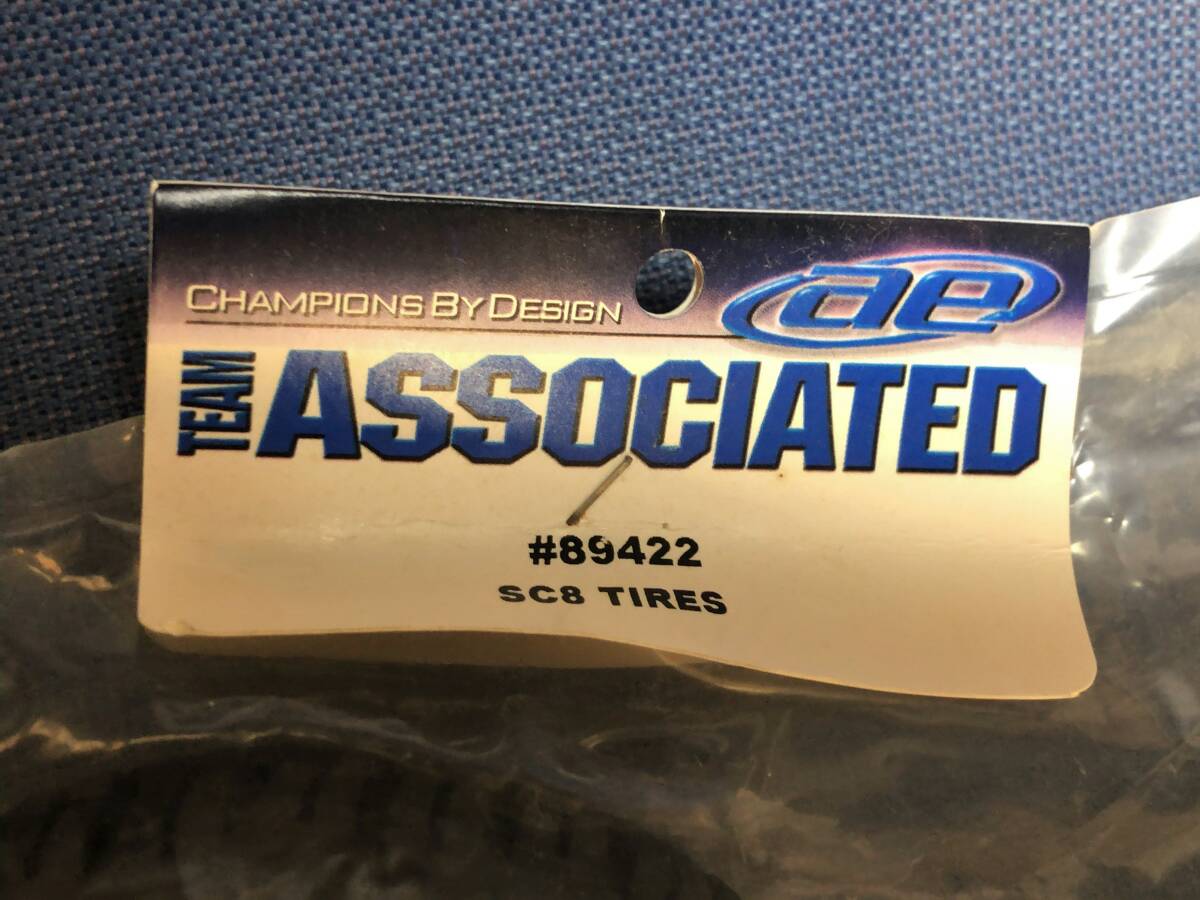 CHAMPIONS BY DESIGN
ae
TEAM ASSOCIATED
#89422
SC8 TIRES